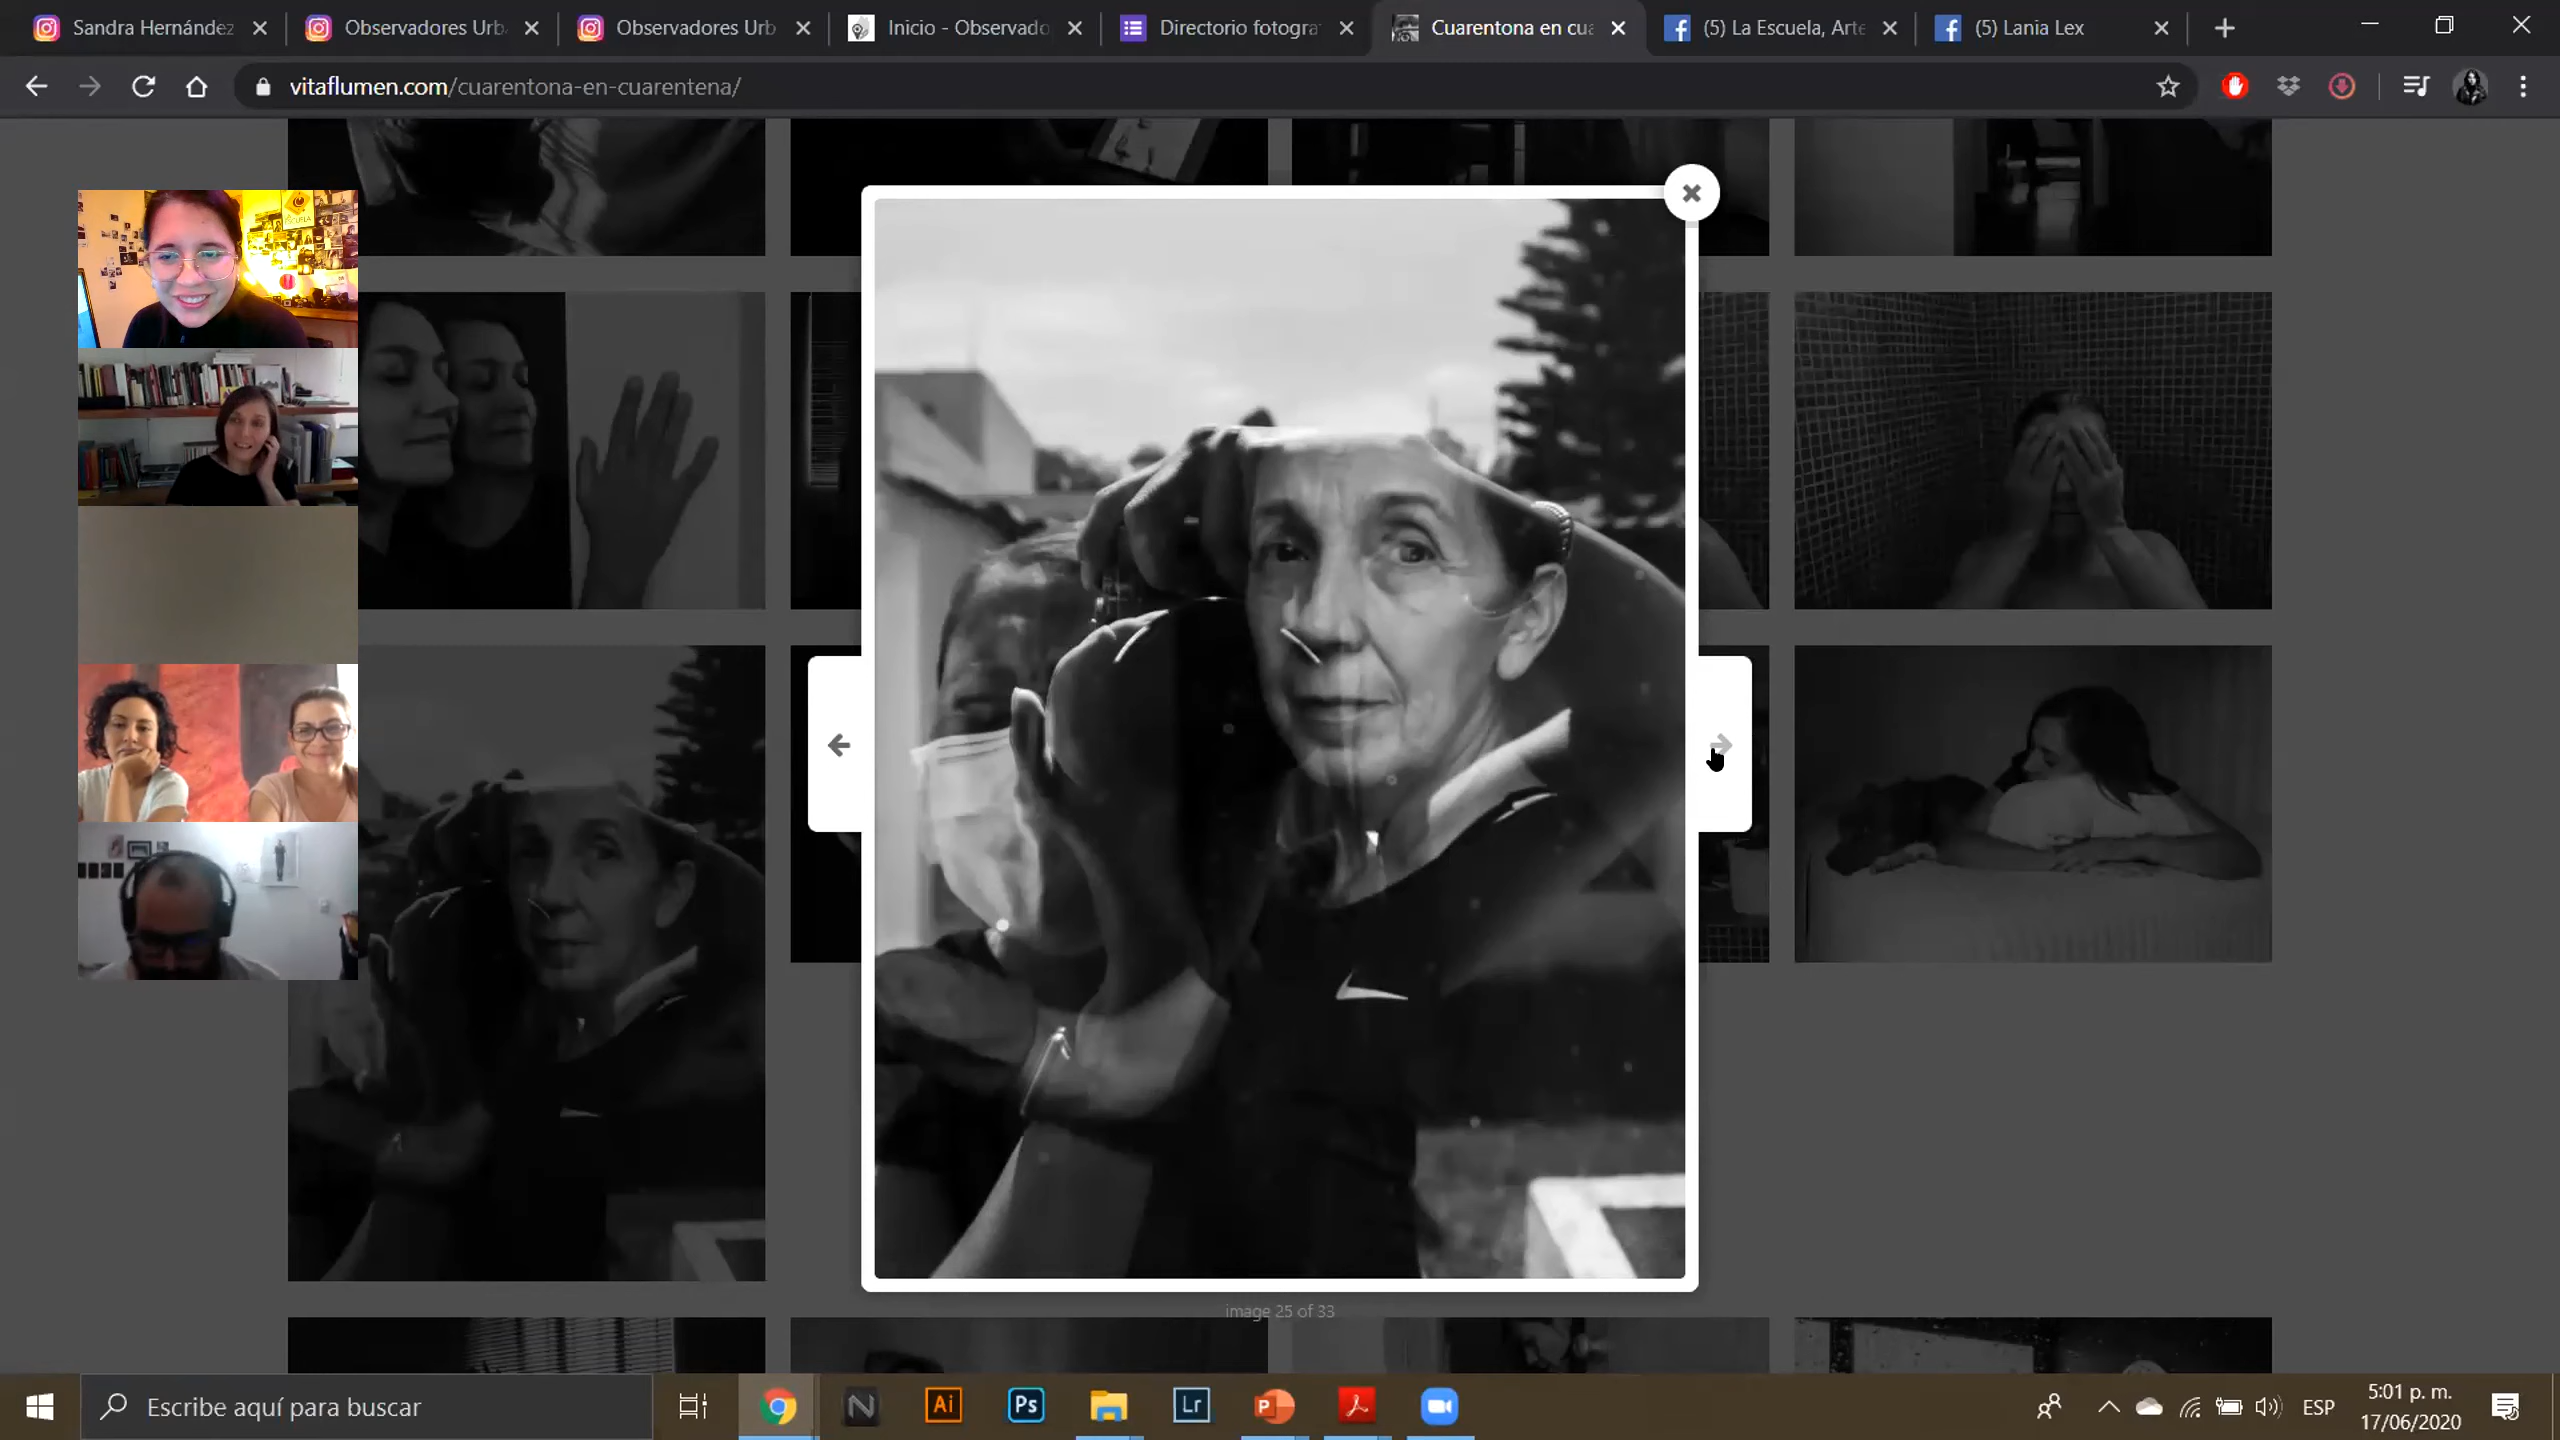 Sandra Hernández
Observadores Urb
Observadores Urb
Inicio - Observado
Directorio fotogra
Cuarentona en cua
(5) La Escuela, Arte
(5) Lania Lex
vitaflumen.com/cuarentona-en-cuarentena/
image 25 of 33
Escribe aquí para buscar
N
Ai
Ps
Lr
P
ESP
5:01 p. m.
17/06/2020